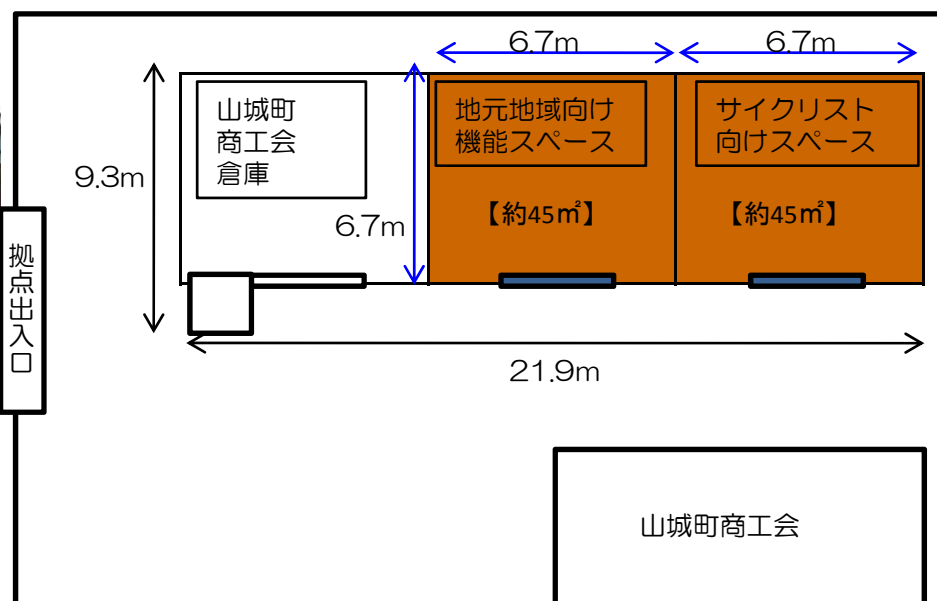 6.7m
6.7m
山城町
商工会
倉庫
地元地域向け
機能スペース
サイクリスト
向けスペース
9.3m
6.7m
【約45㎡】
【約45㎡】
拠点出入口
21.9m
山城町商工会